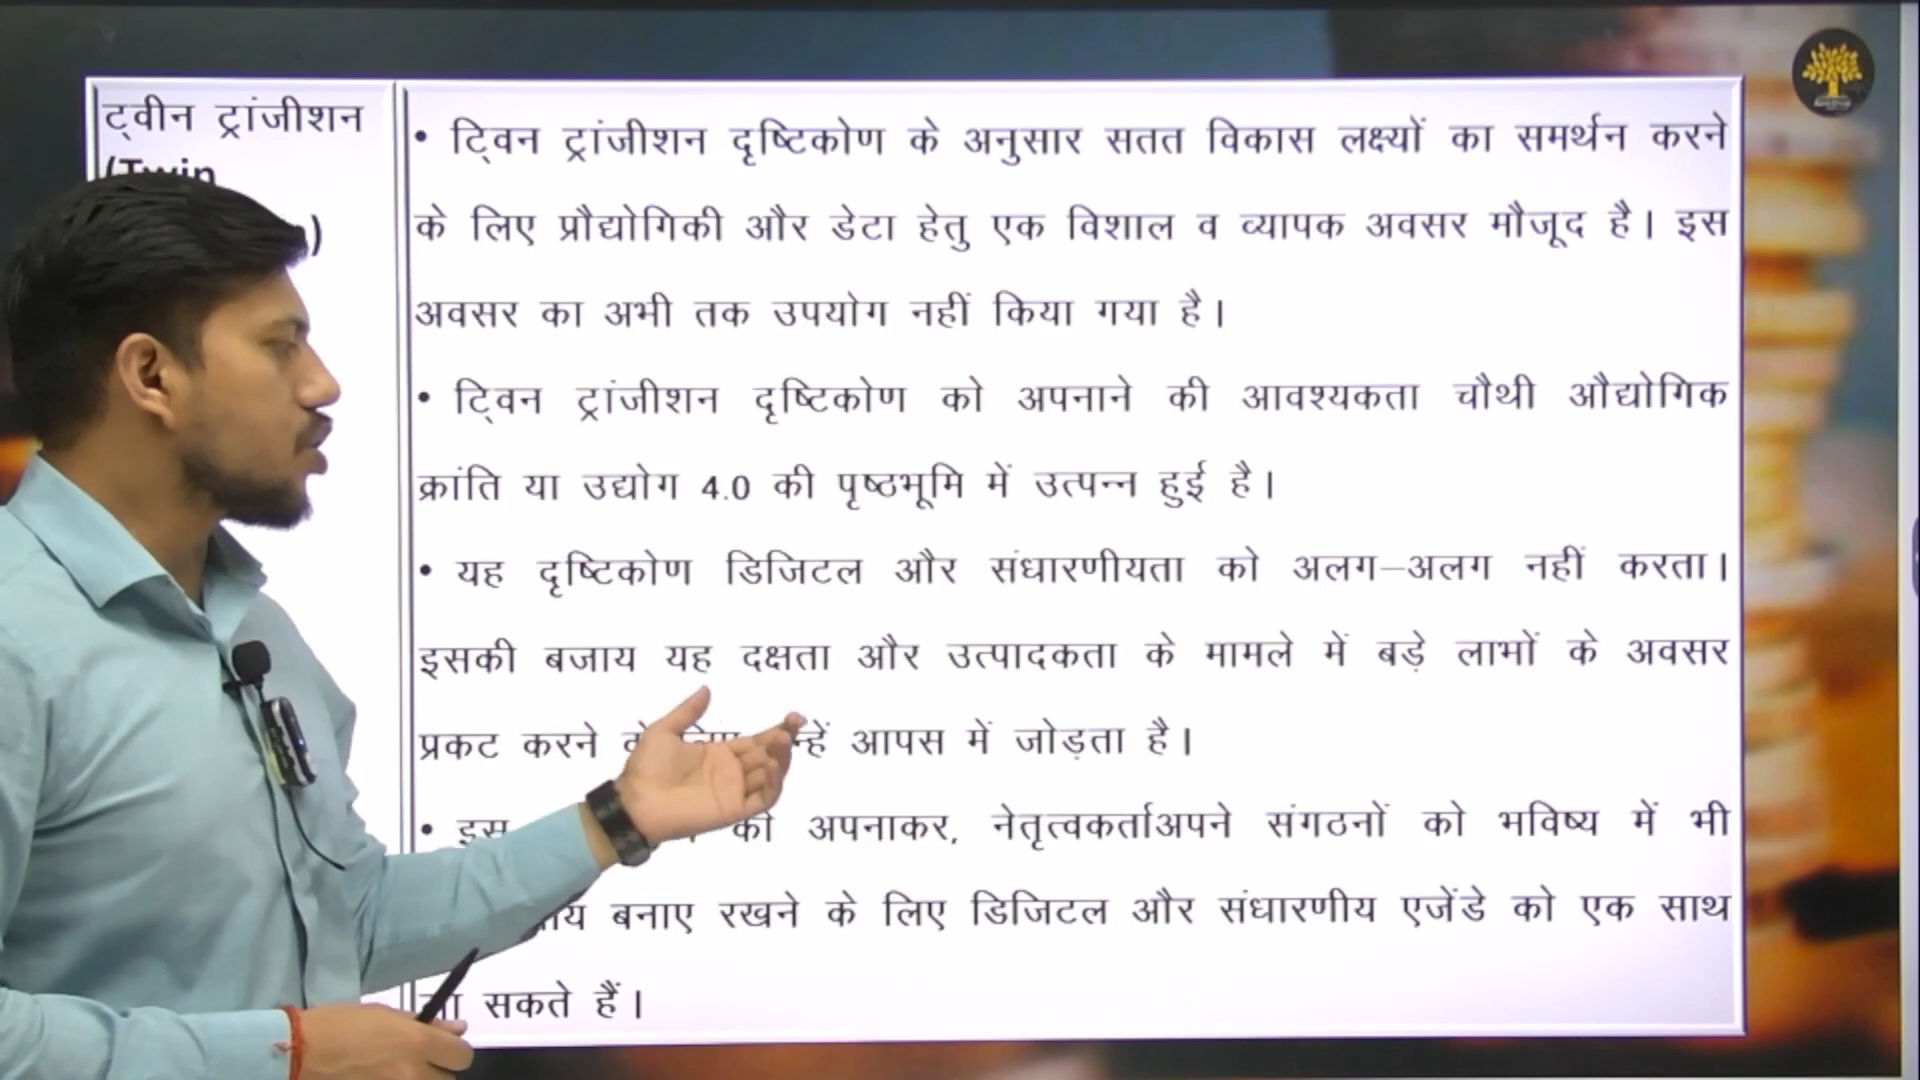 ट्वीन ट्रांजीशन
(Twin
)
• ट्विन ट्रांजीशन दृष्टिकोण के अनुसार सतत विकास लक्ष्यों का समर्थन करने
के लिए प्रौद्योगिकी और डेटा हेतु एक विशाल व व्यापक अवसर मौजूद है। इस
अवसर का अभी तक उपयोग नहीं किया गया है।
• ट्विन ट्रांजीशन दृष्टिकोण को अपनाने की आवश्यकता चौथी औद्योगिक
क्रांति या उद्योग 4.0 की पृष्ठभूमि में उत्पन्न हुई है।
• यह दृष्टिकोण डिजिटल और संधारणीयता को अलग–अलग नहीं करता।
इसकी बजाय यह दक्षता और उत्पादकता के मामले में बड़े लाभों के अवसर
प्रकट करने आपस में जोड़ता है।
• इस को अपनाकर, नेतृत्वकर्ताअपने संगठनों को भविष्य में भी
बनाए रखने के लिए डिजिटल और संधारणीय एजेंडे को एक साथ
सकते हैं।